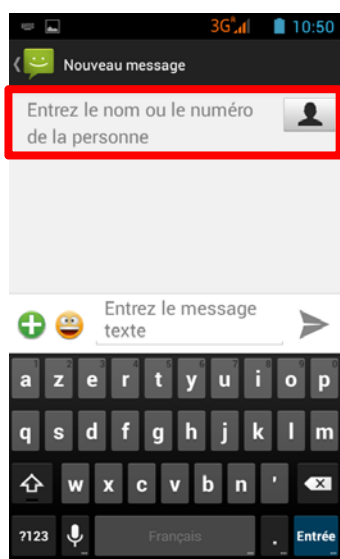 3G 10:50
Nouveau message
Entrez le nom ou le numéro
de la personne
Entrez le message
texte
a z e r t y u i o p
q s d f g h j k l m
w x c v b n '
?123 Français . Entrée